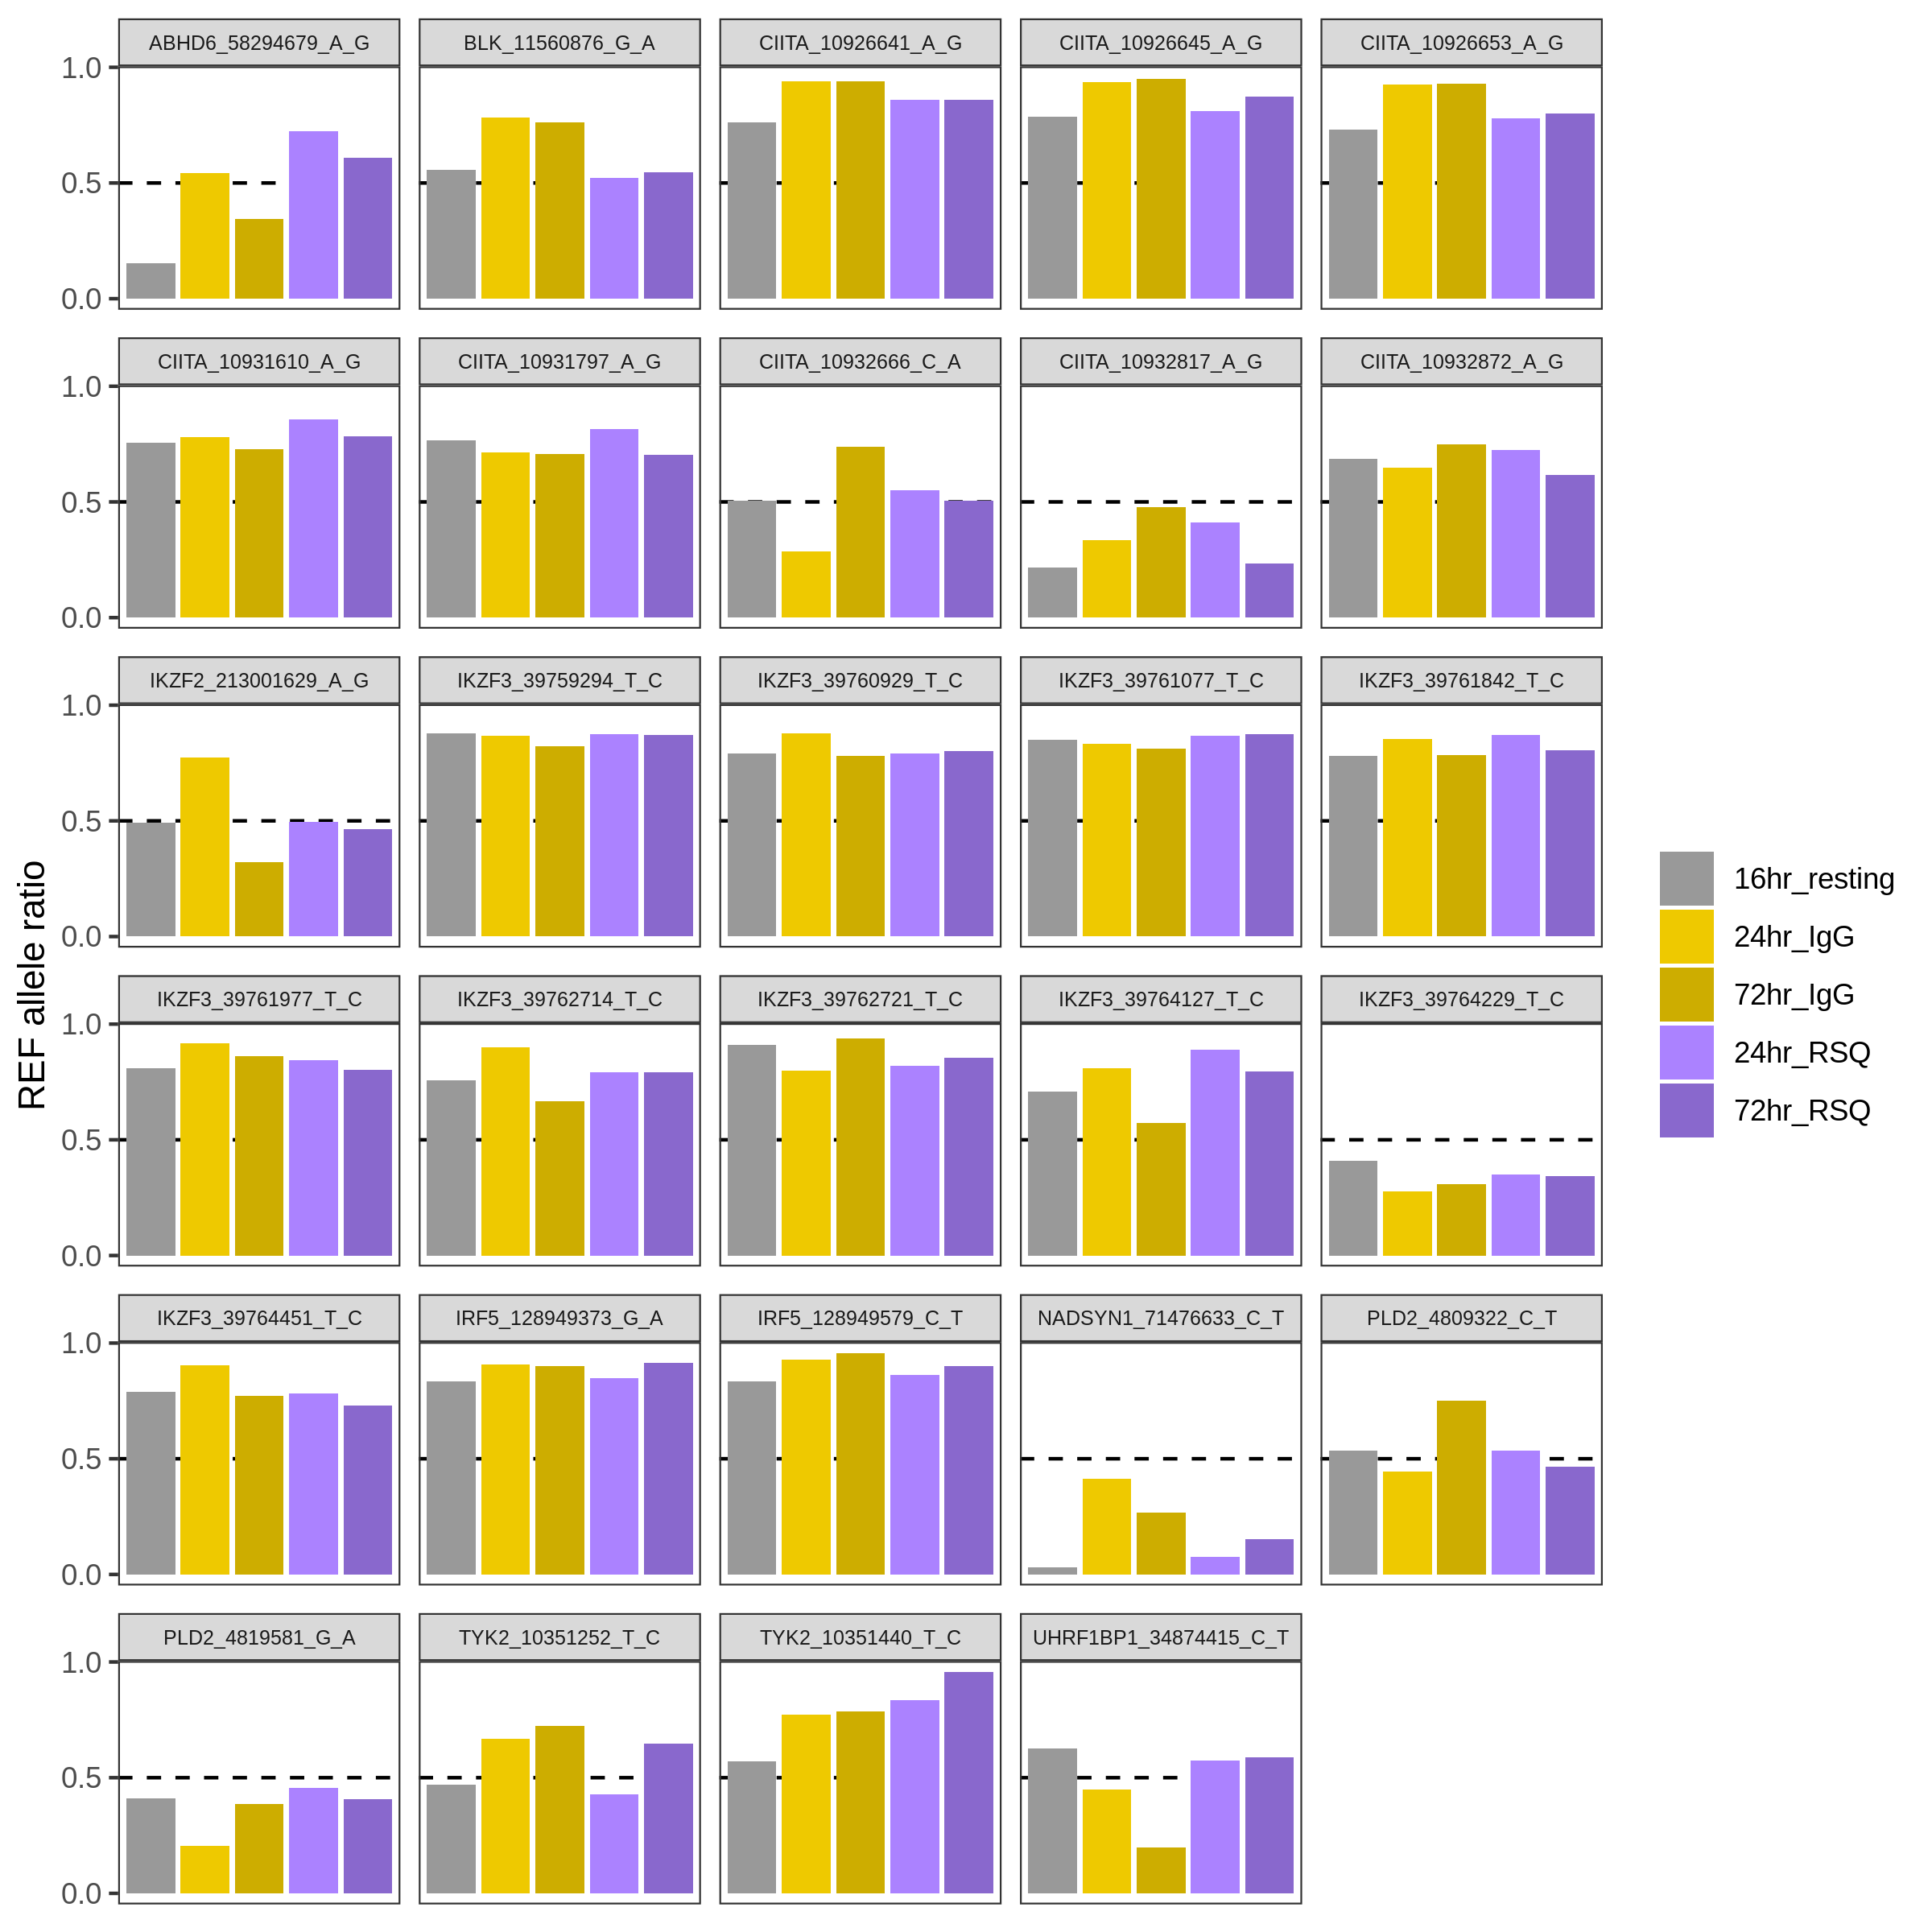 ABHD6_58294679_A_G
BLK_11560876_G_A
CIITA_10926641_A_G
CIITA_10926645_A_G
CIITA_10926653_A_G
1.0
0.5
0.0
CIITA_10931610_A_G
CIITA_10931797_A_G
CIITA_10932666_C_A
CIITA_10932817_A_G
CIITA_10932872_A_G
1.0
0.5
0.0
IKZF2_213001629_A_G
IKZF3_39759294_T_C
IKZF3_39760929_T_C
IKZF3_39761077_T_C
IKZF3_39761842_T_C
1.0
0.5
0.0
REF allele ratio
IKZF3_39761977_T_C
IKZF3_39762714_T_C
IKZF3_39762721_T_C
IKZF3_39764127_T_C
IKZF3_39764229_T_C
1.0
0.5
0.0
IKZF3_39764451_T_C
IRF5_128949373_G_A
IRF5_128949579_C_T
NADSYN1_71476633_C_T
PLD2_4809322_C_T
1.0
0.5
0.0
PLD2_4819581_G_A
TYK2_10351252_T_C
TYK2_10351440_T_C
UHRF1BP1_34874415_C_T
1.0
0.5
0.0
16hr_resting
24hr_IgG
72hr_IgG
24hr_RSQ
72hr_RSQ